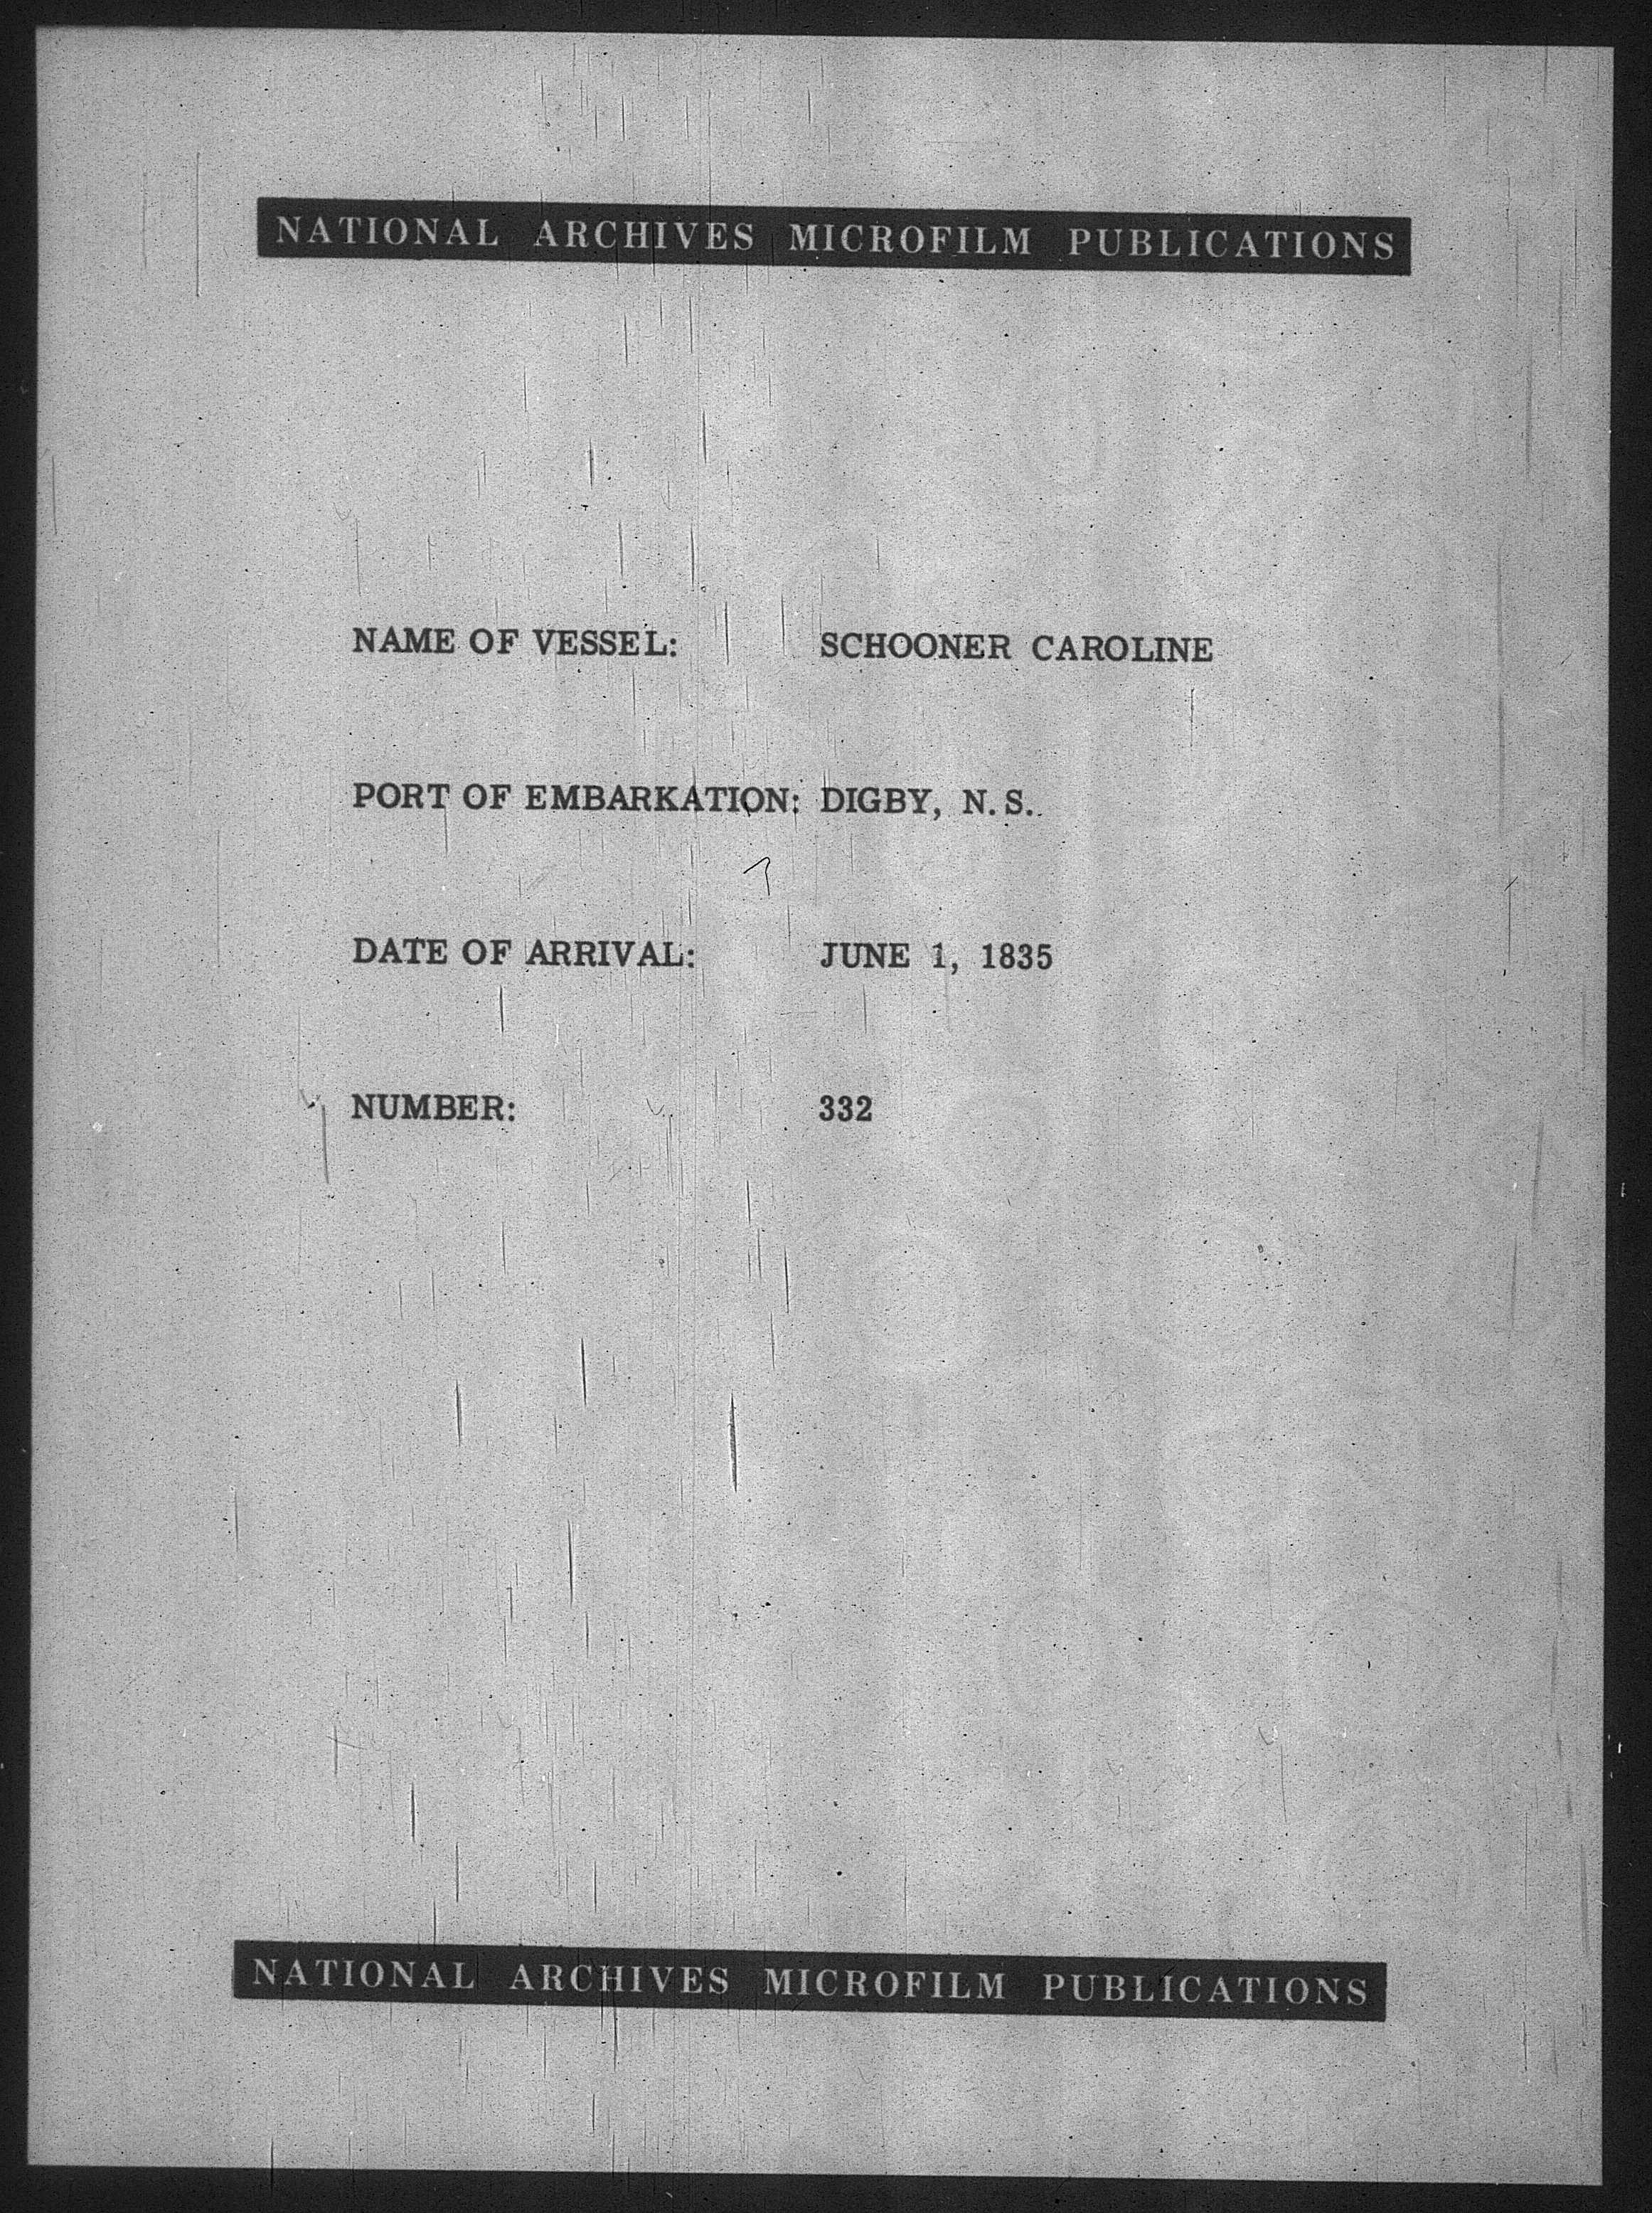 NATIONAL ARCHIVES MICROFILM PUBLICATIONS
NAME OF VESSEL: SCHOONER CAROLINE
PORT OF EMBARKATION: DIGBY, N. S.
DATE OF ARRIVAL: JUNE 1, 1835
NUMBER: 332
NATIONAL ARCHIVES MICROFILM PUBLICATIONS